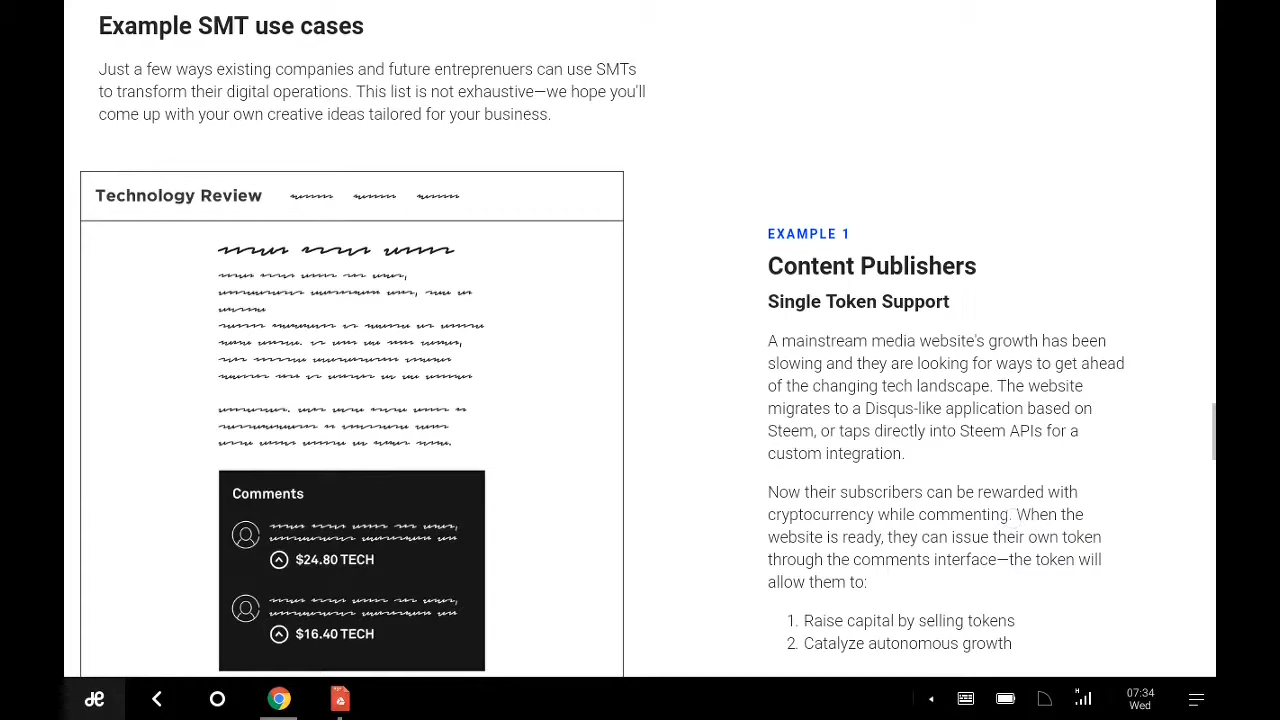 Example SMT use cases
Just a few ways existing companies and future entreprenuers can use SMTs
to transform their digital operations. This list is not exhaustive—we hope you'll
come up with your own creative ideas tailored for your business.
Technology Review
Comments
$24.80 TECH
$16.40 TECH
EXAMPLE 1
Content Publishers
Single Token Support
A mainstream media website's growth has been
slowing and they are looking for ways to get ahead
of the changing tech landscape. The website
migrates to a Disqus-like application based on
Steem, or taps directly into Steem APIs for a
custom integration.
Now their subscribers can be rewarded with
cryptocurrency while commenting. When the
website is ready, they can issue their own token
through the comments interface—the token will
allow them to:
1. Raise capital by selling tokens
2. Catalyze autonomous growth
H
07:34
Wed